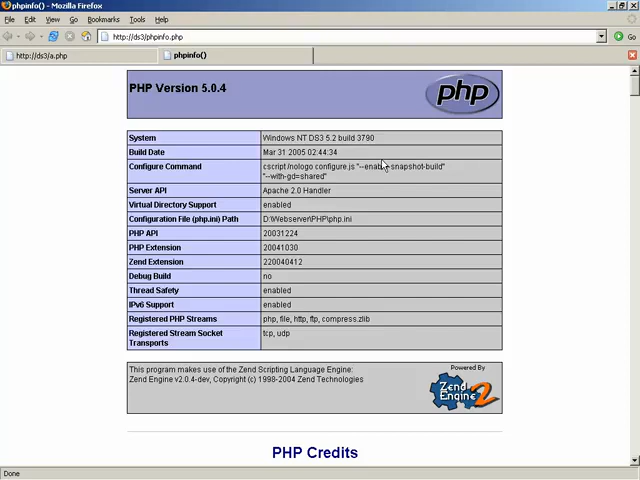 phpinfo() - Mozilla Firefox
File Edit View Go Bookmarks Tools Help
http://ds3/phpinfo.php
Go
http://ds3/a.php
phpinfo()
PHP Version 5.0.4
php
System Windows NT DS3 5.2 build 3790
Build Date Mar 31 2005 02:44:34
Configure Command cscript /nologo configure.js "--enable-snapshot-build"
"--with-gd=shared"
Server API Apache 2.0 Handler
Virtual Directory Support enabled
Configuration File (php.ini) Path D:\Webserver\PHP\php.ini
PHP API 20031224
PHP Extension 20041030
Zend Extension 220040412
Debug Build no
Thread Safety enabled
IPv6 Support enabled
Registered PHP Streams php, file, http, ftp, compress.zlib
Registered Stream Socket tcp, udp
Transports
This program makes use of the Zend Scripting Language Engine:
Zend Engine v2.0.4-dev, Copyright (c) 1998-2004 Zend Technologies
Powered By
Zend
Engine 2
PHP Credits
Done